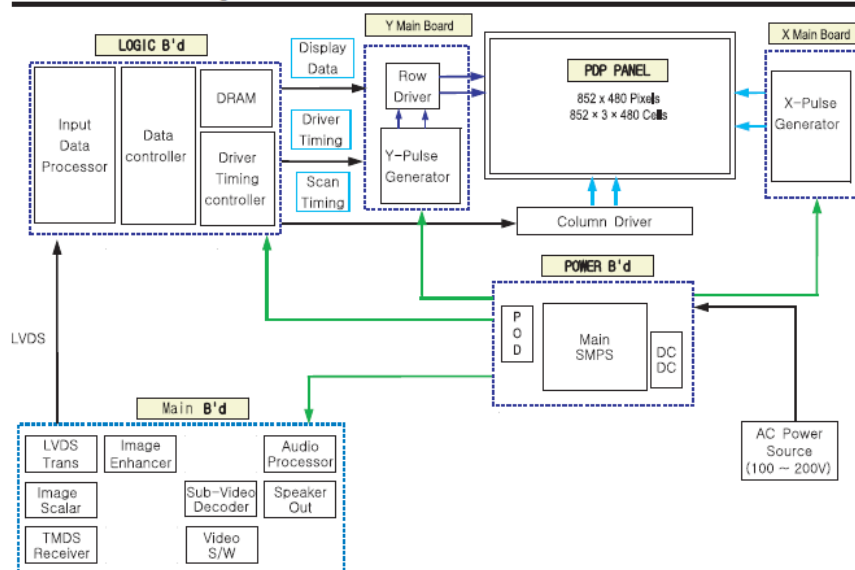 LOGIC B'd
Input
Data
Processor
Data
controller
DRAM
Driver
Timing
controller
Display
Data
Driver
Timing
Scan
Timing
Y Main Board
Row
Driver
Y-Pulse
Generator
PDP PANEL
852 x 480 Pixels
852 × 3 × 480 Cells
X Main Board
X-Pulse
Generator
Column Driver
POWER B'd
P
O
D
Main
SMPS
DC
DC
AC Power
Source
(100 ~ 200V)
LVDS
Main B'd
LVDS
Trans
Image
Enhancer
Audio
Processor
Image
Scalar
Sub-Video
Decoder
Speaker
Out
TMDS
Receiver
Video
S/W